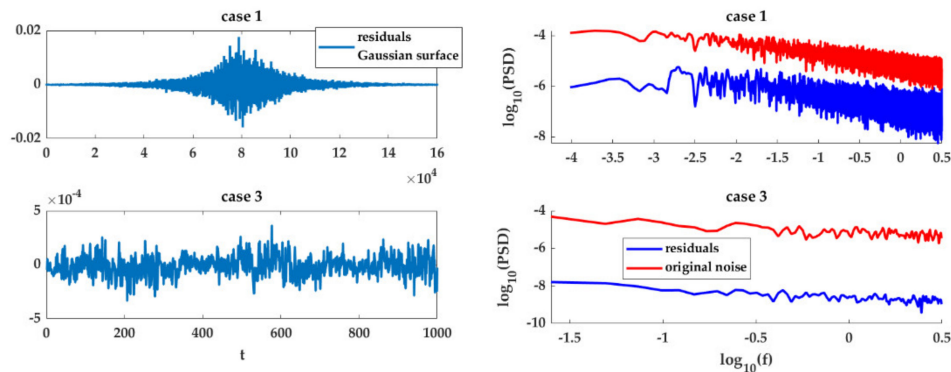 case 1
0.02
0
-0.02
residuals
Gaussian surface
0 2 4 6 8 10 12 14 16
×10^4
case 3
×10^-4
5
0
-5
0 200 400 600 800 1000
t
case 1
log10(PSD)
-4
-6
-8
-4 -3.5 -3 -2.5 -2 -1.5 -1 -0.5 0 0.5
case 3
log10(PSD)
-4
-6
-8
-10
residuals
original noise
-1.5 -1 -0.5 0 0.5
log10(f)